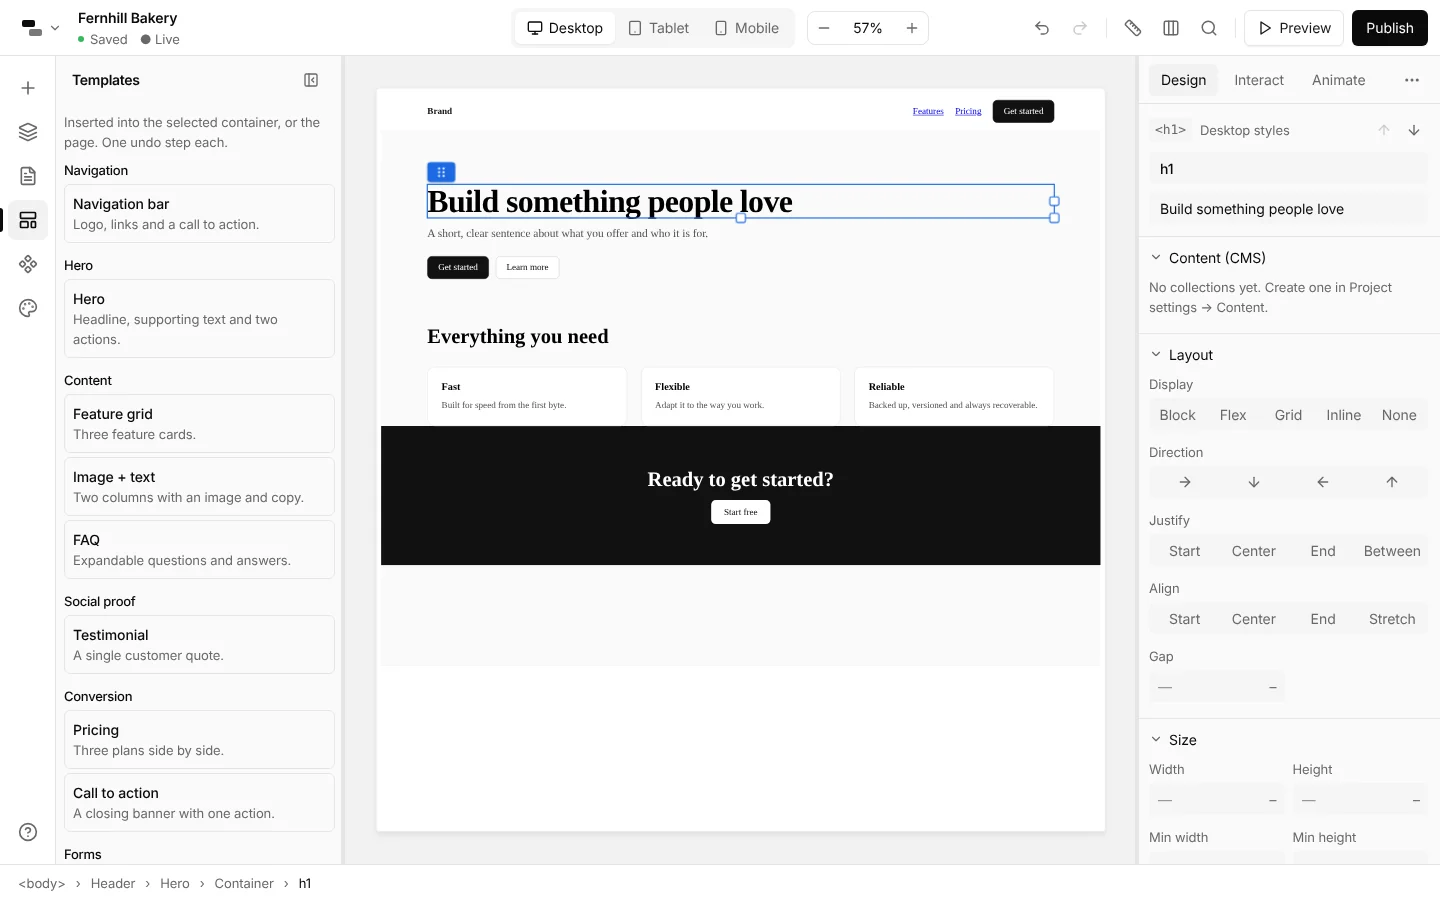 Fernhill Bakery
Saved
Live
Desktop
Tablet
Mobile
57%
Preview
Publish
Templates
Inserted into the selected container, or the
page. One undo step each.
Navigation
Navigation bar
Logo, links and a call to action.
Hero
Hero
Headline, supporting text and two
actions.
Content
Feature grid
Three feature cards.
Image + text
Two columns with an image and copy.
FAQ
Expandable questions and answers.
Social proof
Testimonial
A single customer quote.
Conversion
Pricing
Three plans side by side.
Call to action
A closing banner with one action.
Forms
Brand
Features
Pricing
Get started
Build something people love
A short, clear sentence about what you offer and who it is for.
Get started
Learn more
Everything you need
Fast
Built for speed from the first byte.
Flexible
Adapt it to the way you work.
Reliable
Backed up, versioned and always recoverable.
Ready to get started?
Start free
Design
Interact
Animate
<h1>
Desktop styles
h1
Build something people love
Content (CMS)
No collections yet. Create one in Project
settings → Content.
Layout
Display
Block
Flex
Grid
Inline
None
Direction
→ ↓ ← ↑
Justify
Start
Center
End
Between
Align
Start
Center
End
Stretch
Gap
— –
Size
Width
Height
— –
— –
Min width
Min height
<body> › Header › Hero › Container › h1